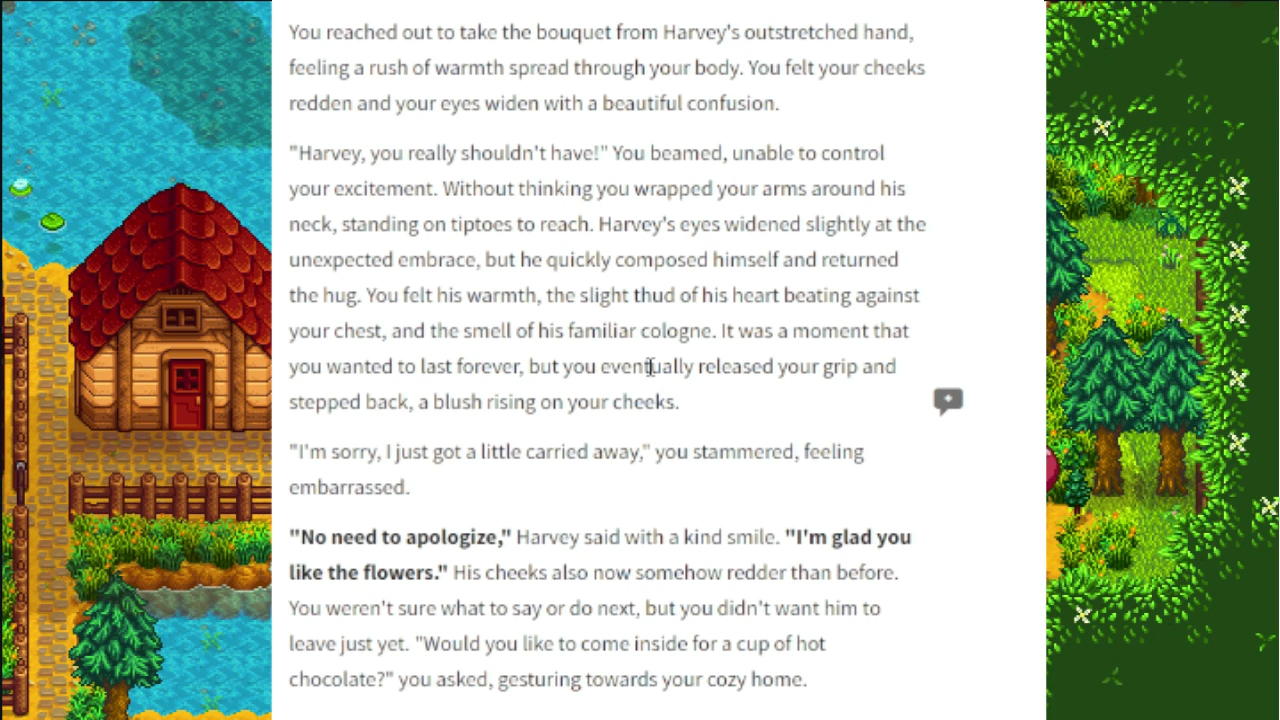 You reached out to take the bouquet from Harvey's outstretched hand,
feeling a rush of warmth spread through your body. You felt your cheeks
redden and your eyes widen with a beautiful confusion.
"Harvey, you really shouldn't have!" You beamed, unable to control
your excitement. Without thinking you wrapped your arms around his
neck, standing on tiptoes to reach. Harvey's eyes widened slightly at the
unexpected embrace, but he quickly composed himself and returned
the hug. You felt his warmth, the slight thud of his heart beating against
your chest, and the smell of his familiar cologne. It was a moment that
you wanted to last forever, but you eventually released your grip and
stepped back, a blush rising on your cheeks.
"I'm sorry, I just got a little carried away," you stammered, feeling
embarrassed.
"No need to apologize," Harvey said with a kind smile. "I'm glad you
like the flowers." His cheeks also now somehow redder than before.
You weren't sure what to say or do next, but you didn't want him to
leave just yet. "Would you like to come inside for a cup of hot
chocolate?" you asked, gesturing towards your cozy home.